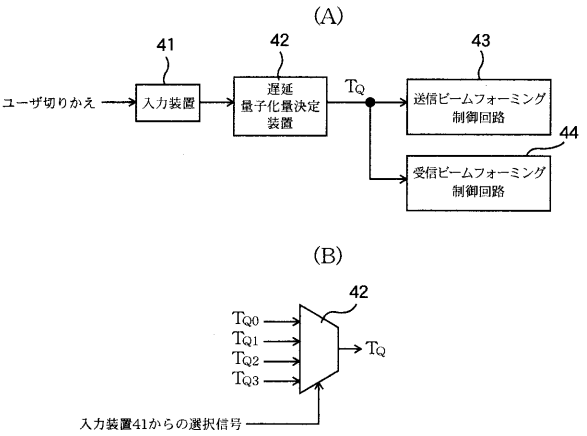 (A)
41
42
43
ユーザ切りかえ
入力装置
遅延
量子化量決定
装置
TQ
送信ビームフォーミング
制御回路
44
受信ビームフォーミング
制御回路
(B)
42
TQ0
TQ1
TQ2
TQ3
TQ
入力装置41からの選択信号